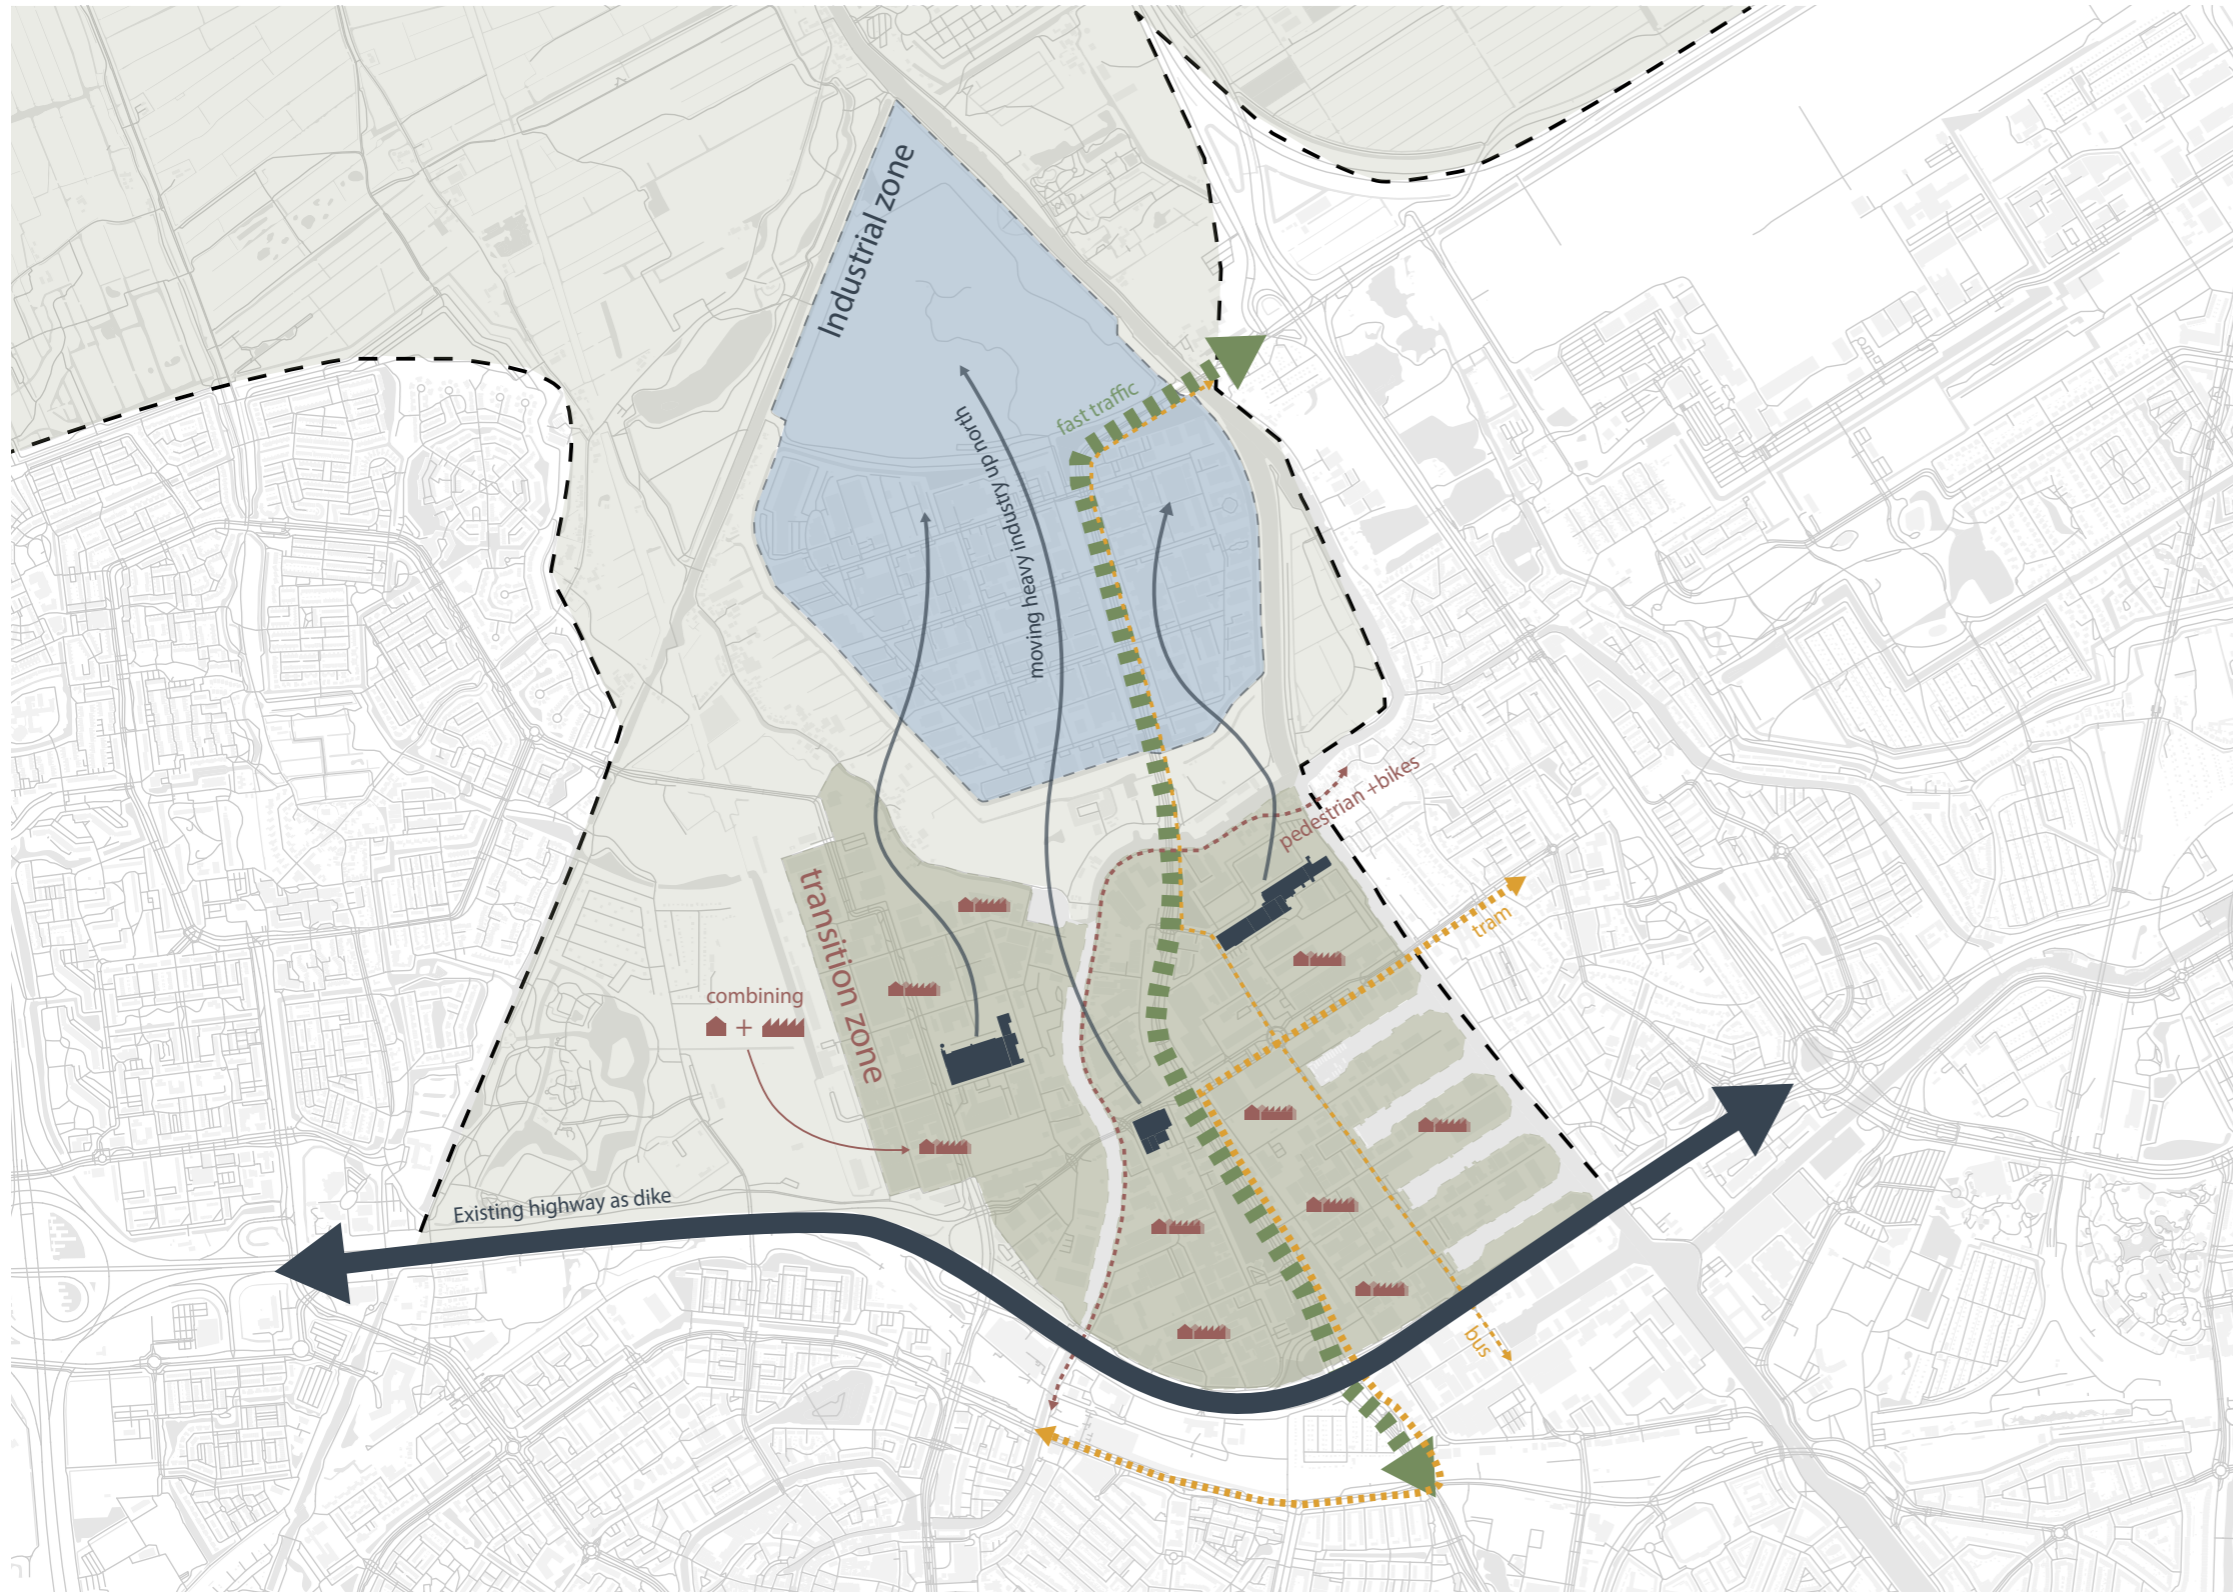 Industrial zone
fast traffic
moving heavy industry up north
pedestrian +bikes
transition zone
tram
combining
+
Existing highway as dike
bus